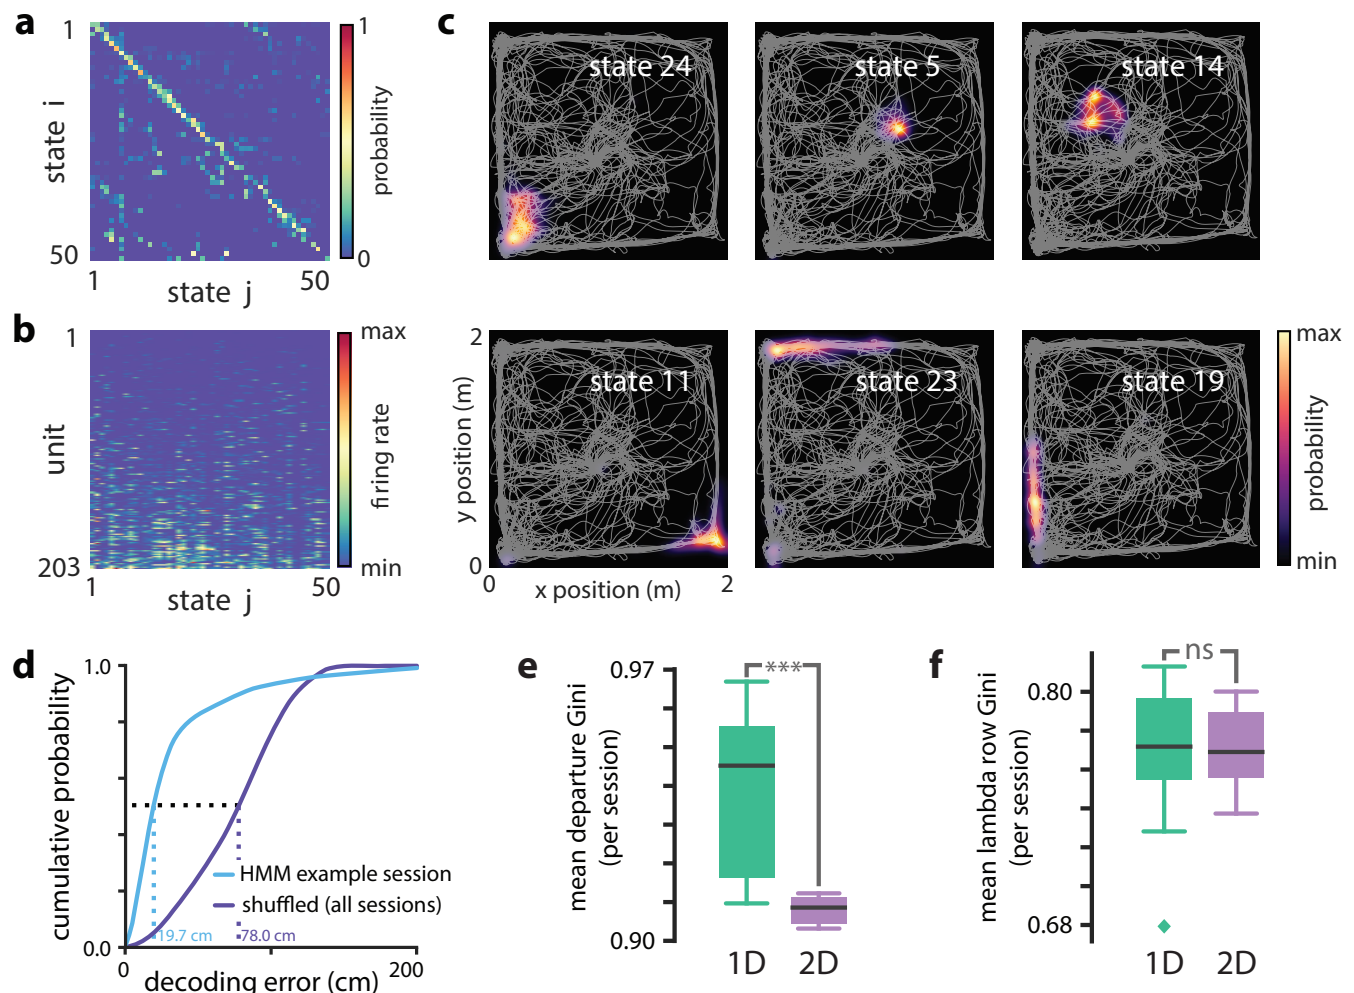 a
1
state i
50
1
50
state j
1
probability
0
b
1
unit
203
1
50
state j
max
firing rate
min
c
state 24
state 5
state 14
2
y position (m)
0
state 11
state 23
state 19
0
2
x position (m)
max
probability
min
d
1.0
cumulative probability
0.0
HMM example session
shuffled (all sessions)
19.7 cm
78.0 cm
0
200
decoding error (cm)
e
0.97
***
mean departure Gini
(per session)
0.90
1D
2D
f
ns
0.80
mean lambda row Gini
(per session)
0.68
1D
2D